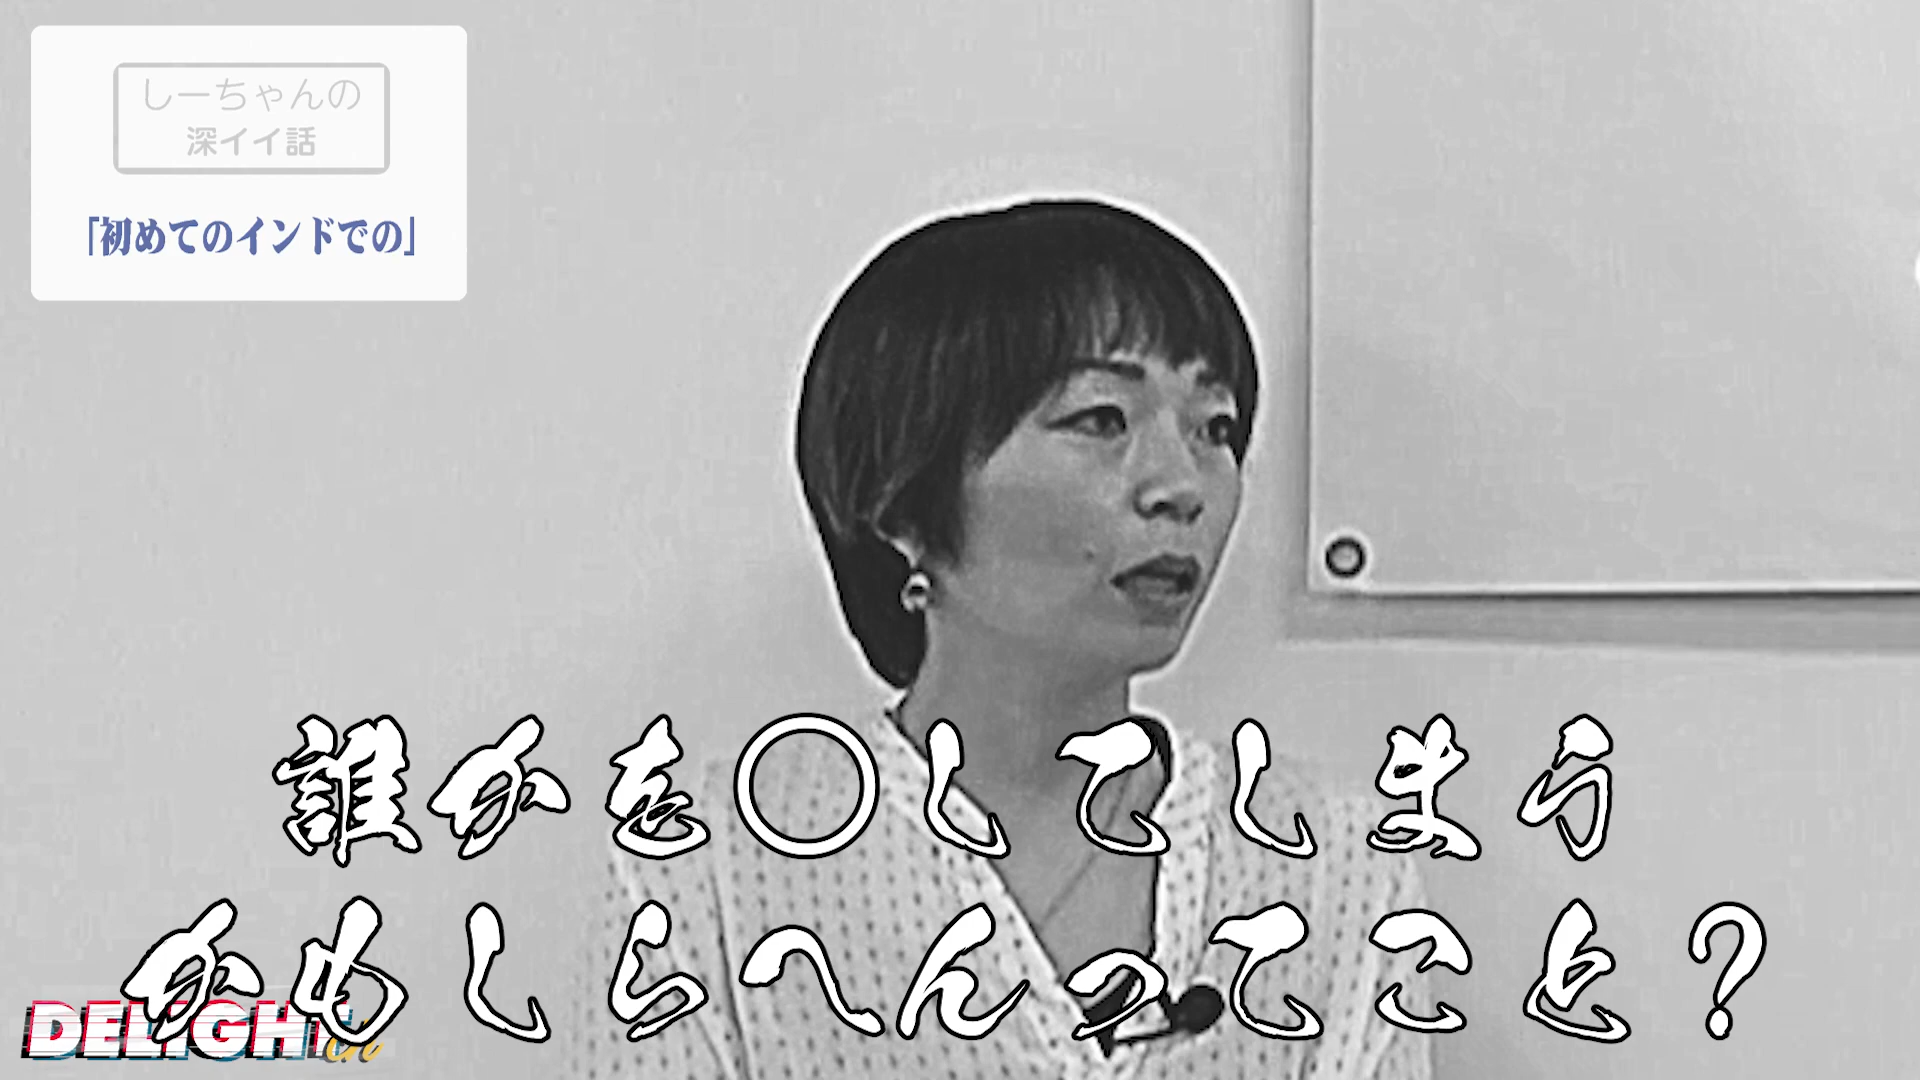 しーちゃんの
深イイ話
「初めてのインドでの」
誰かを◯してしまう
かもしらへんってこと?
DELIGHT